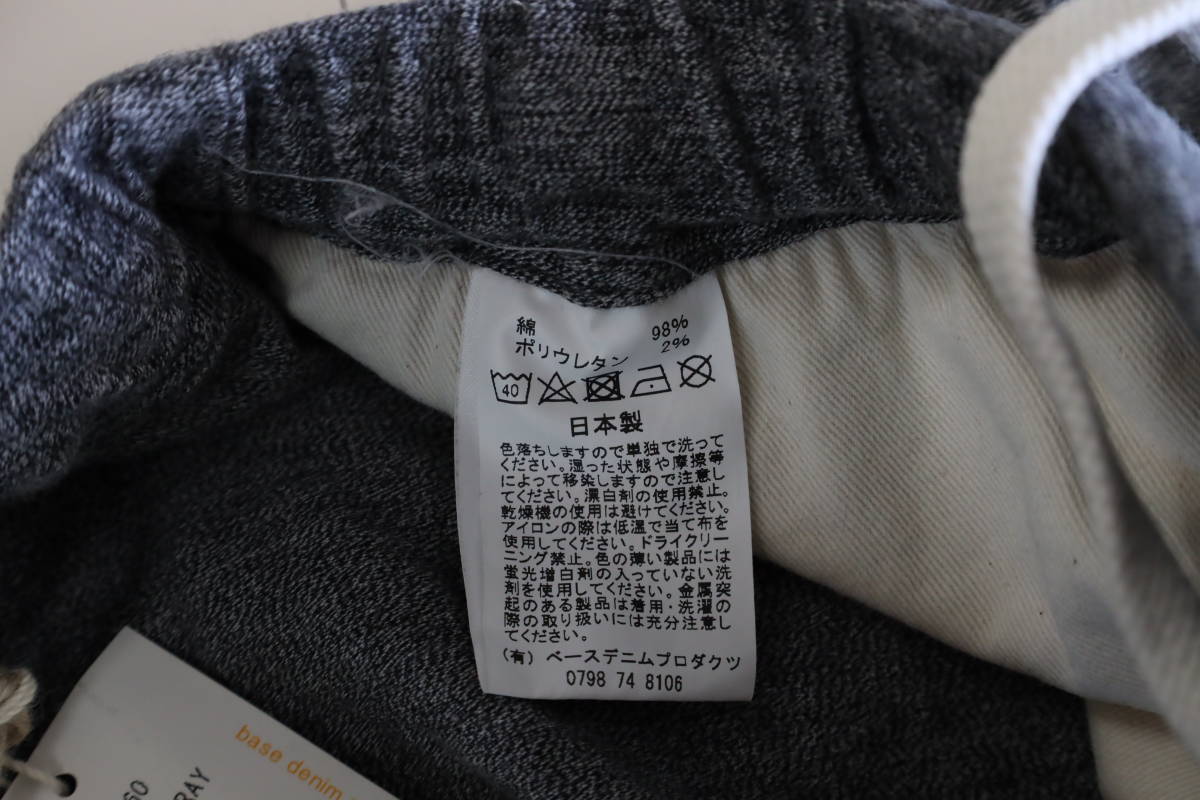 綿 98%
ポリウレタン 2%
40
日本製
色落ちしますので単独で洗って
ください。湿った状態や摩擦等
によって移染しますので注意し
てください。漂白剤の使用禁止。
乾燥機の使用は避けてください。
アイロンの際は低温で当て布を
使用してください。ドライクリー
ニング禁止。色の薄い製品には
蛍光増白剤の入っていない洗
剤を使用してください。金属突
起のある製品は着用・洗濯の
際の取り扱いには充分注意し
てください。
(有) ベースデニムプロダクツ
0798 74 8106
base denim
60
RAY